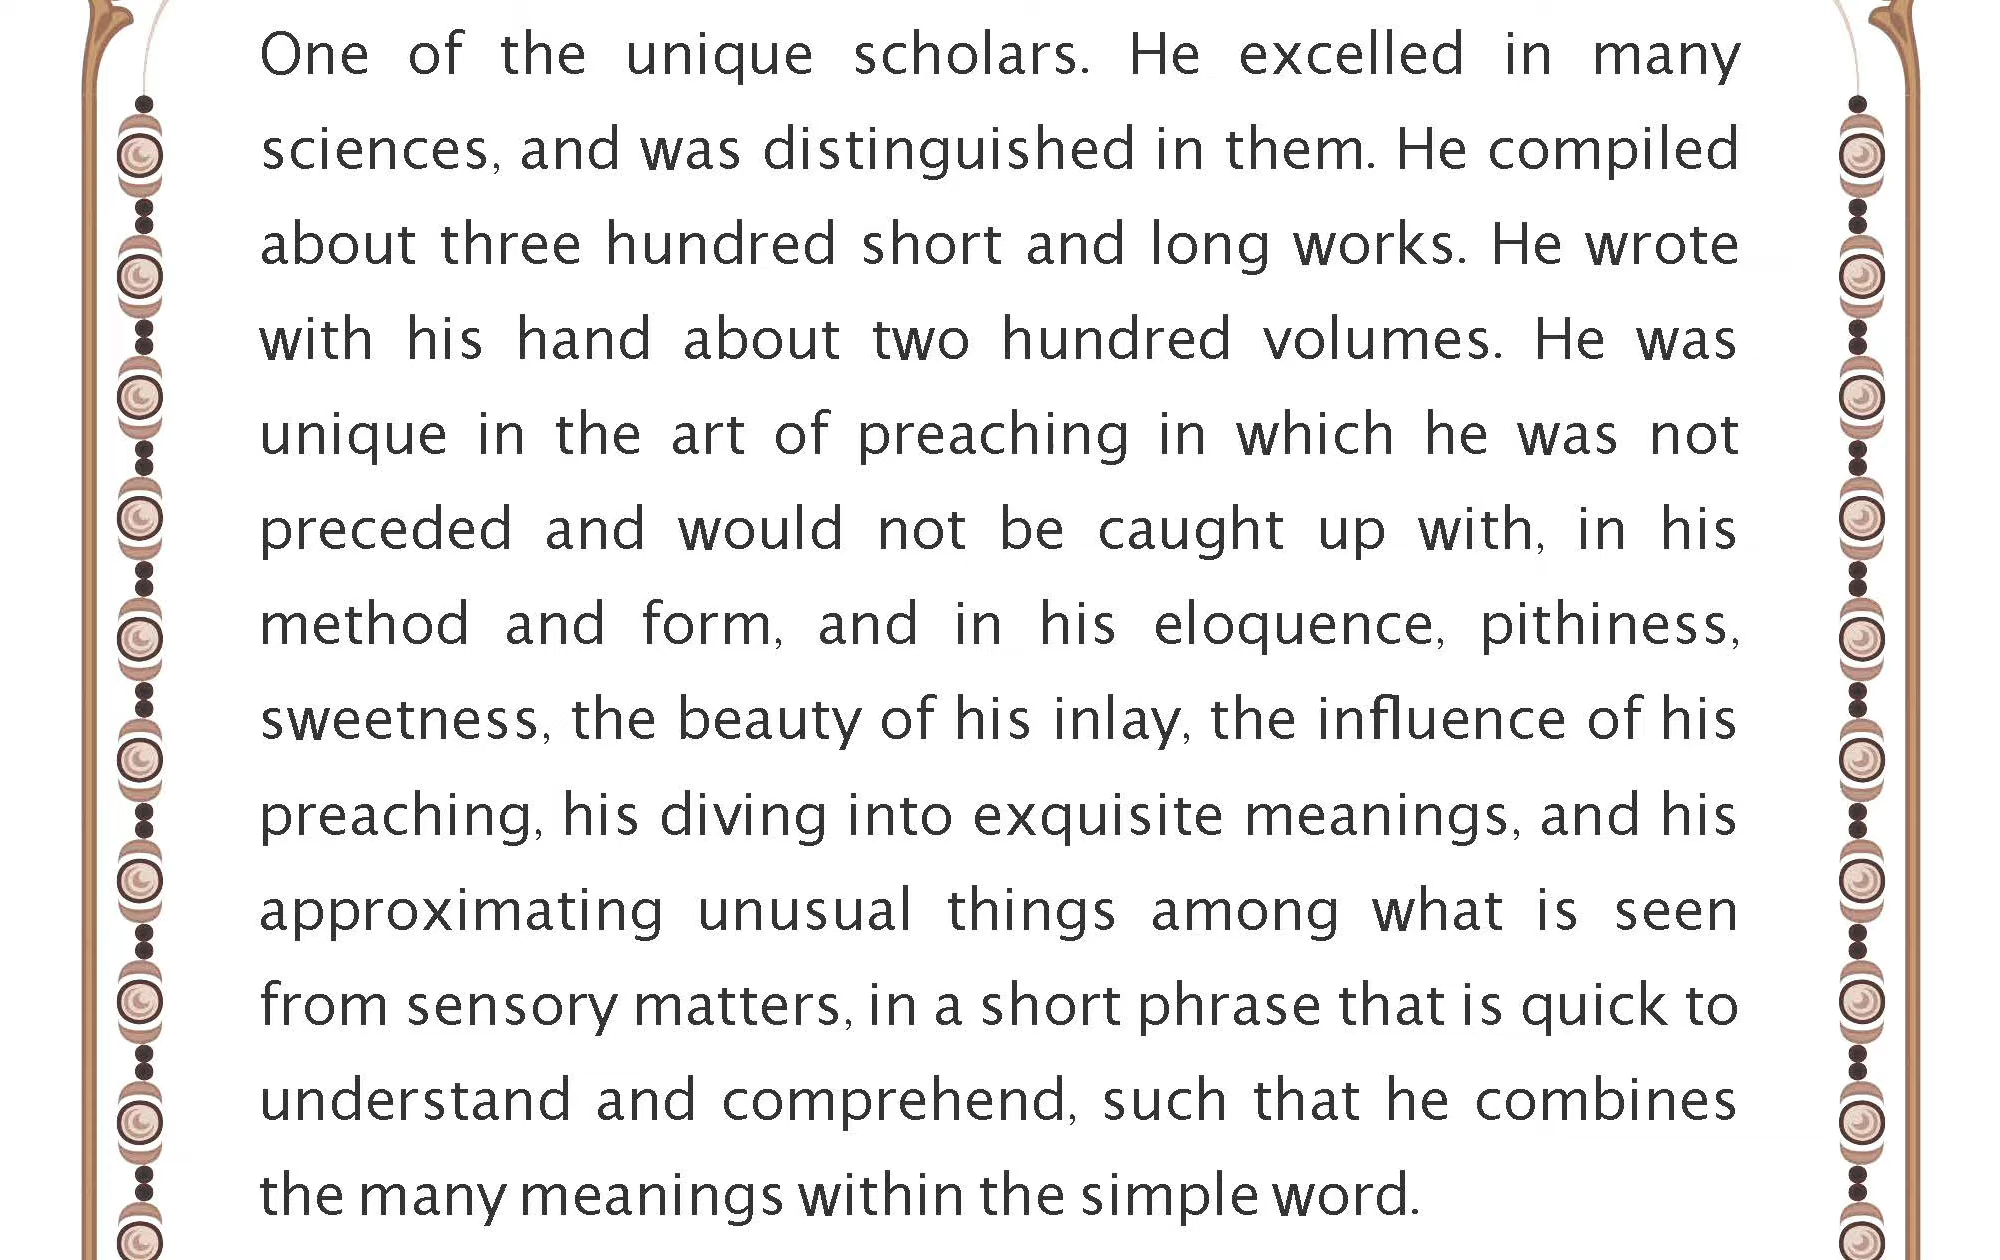 One of the unique scholars. He excelled in many
sciences, and was distinguished in them. He compiled
about three hundred short and long works. He wrote
with his hand about two hundred volumes. He was
unique in the art of preaching in which he was not
preceded and would not be caught up with, in his
method and form, and in his eloquence, pithiness,
sweetness, the beauty of his inlay, the influence of his
preaching, his diving into exquisite meanings, and his
approximating unusual things among what is seen
from sensory matters, in a short phrase that is quick to
understand and comprehend, such that he combines
the many meanings within the simple word.